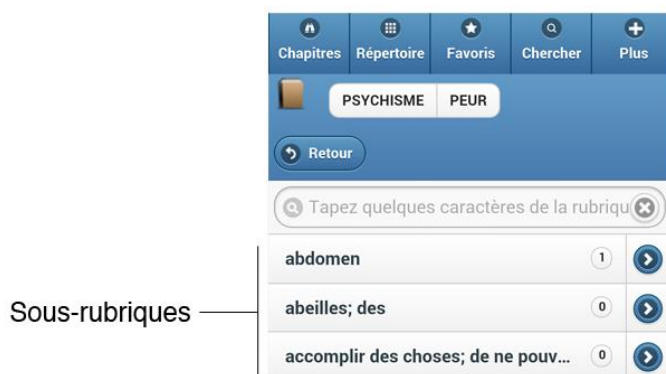 Chapitres Répertoire Favoris Chercher Plus
PSYCHISME PEUR
Retour
Tapez quelques caractères de la rubriqu
abdomen 1
Sous-rubriques
abeilles; des 0
accomplir des choses; de ne pouv... 0